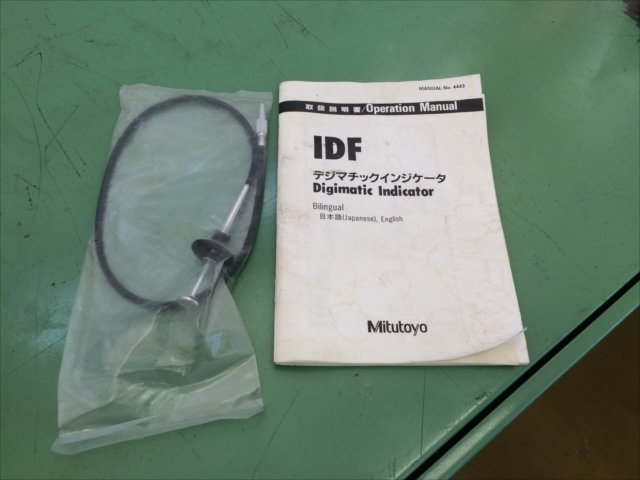 MANUAL No. 4443
取扱説明書/Operation Manual
IDF
デジマチックインジケータ
Digimatic Indicator
Bilingual
日本語(Japanese), English
Mitutoyo